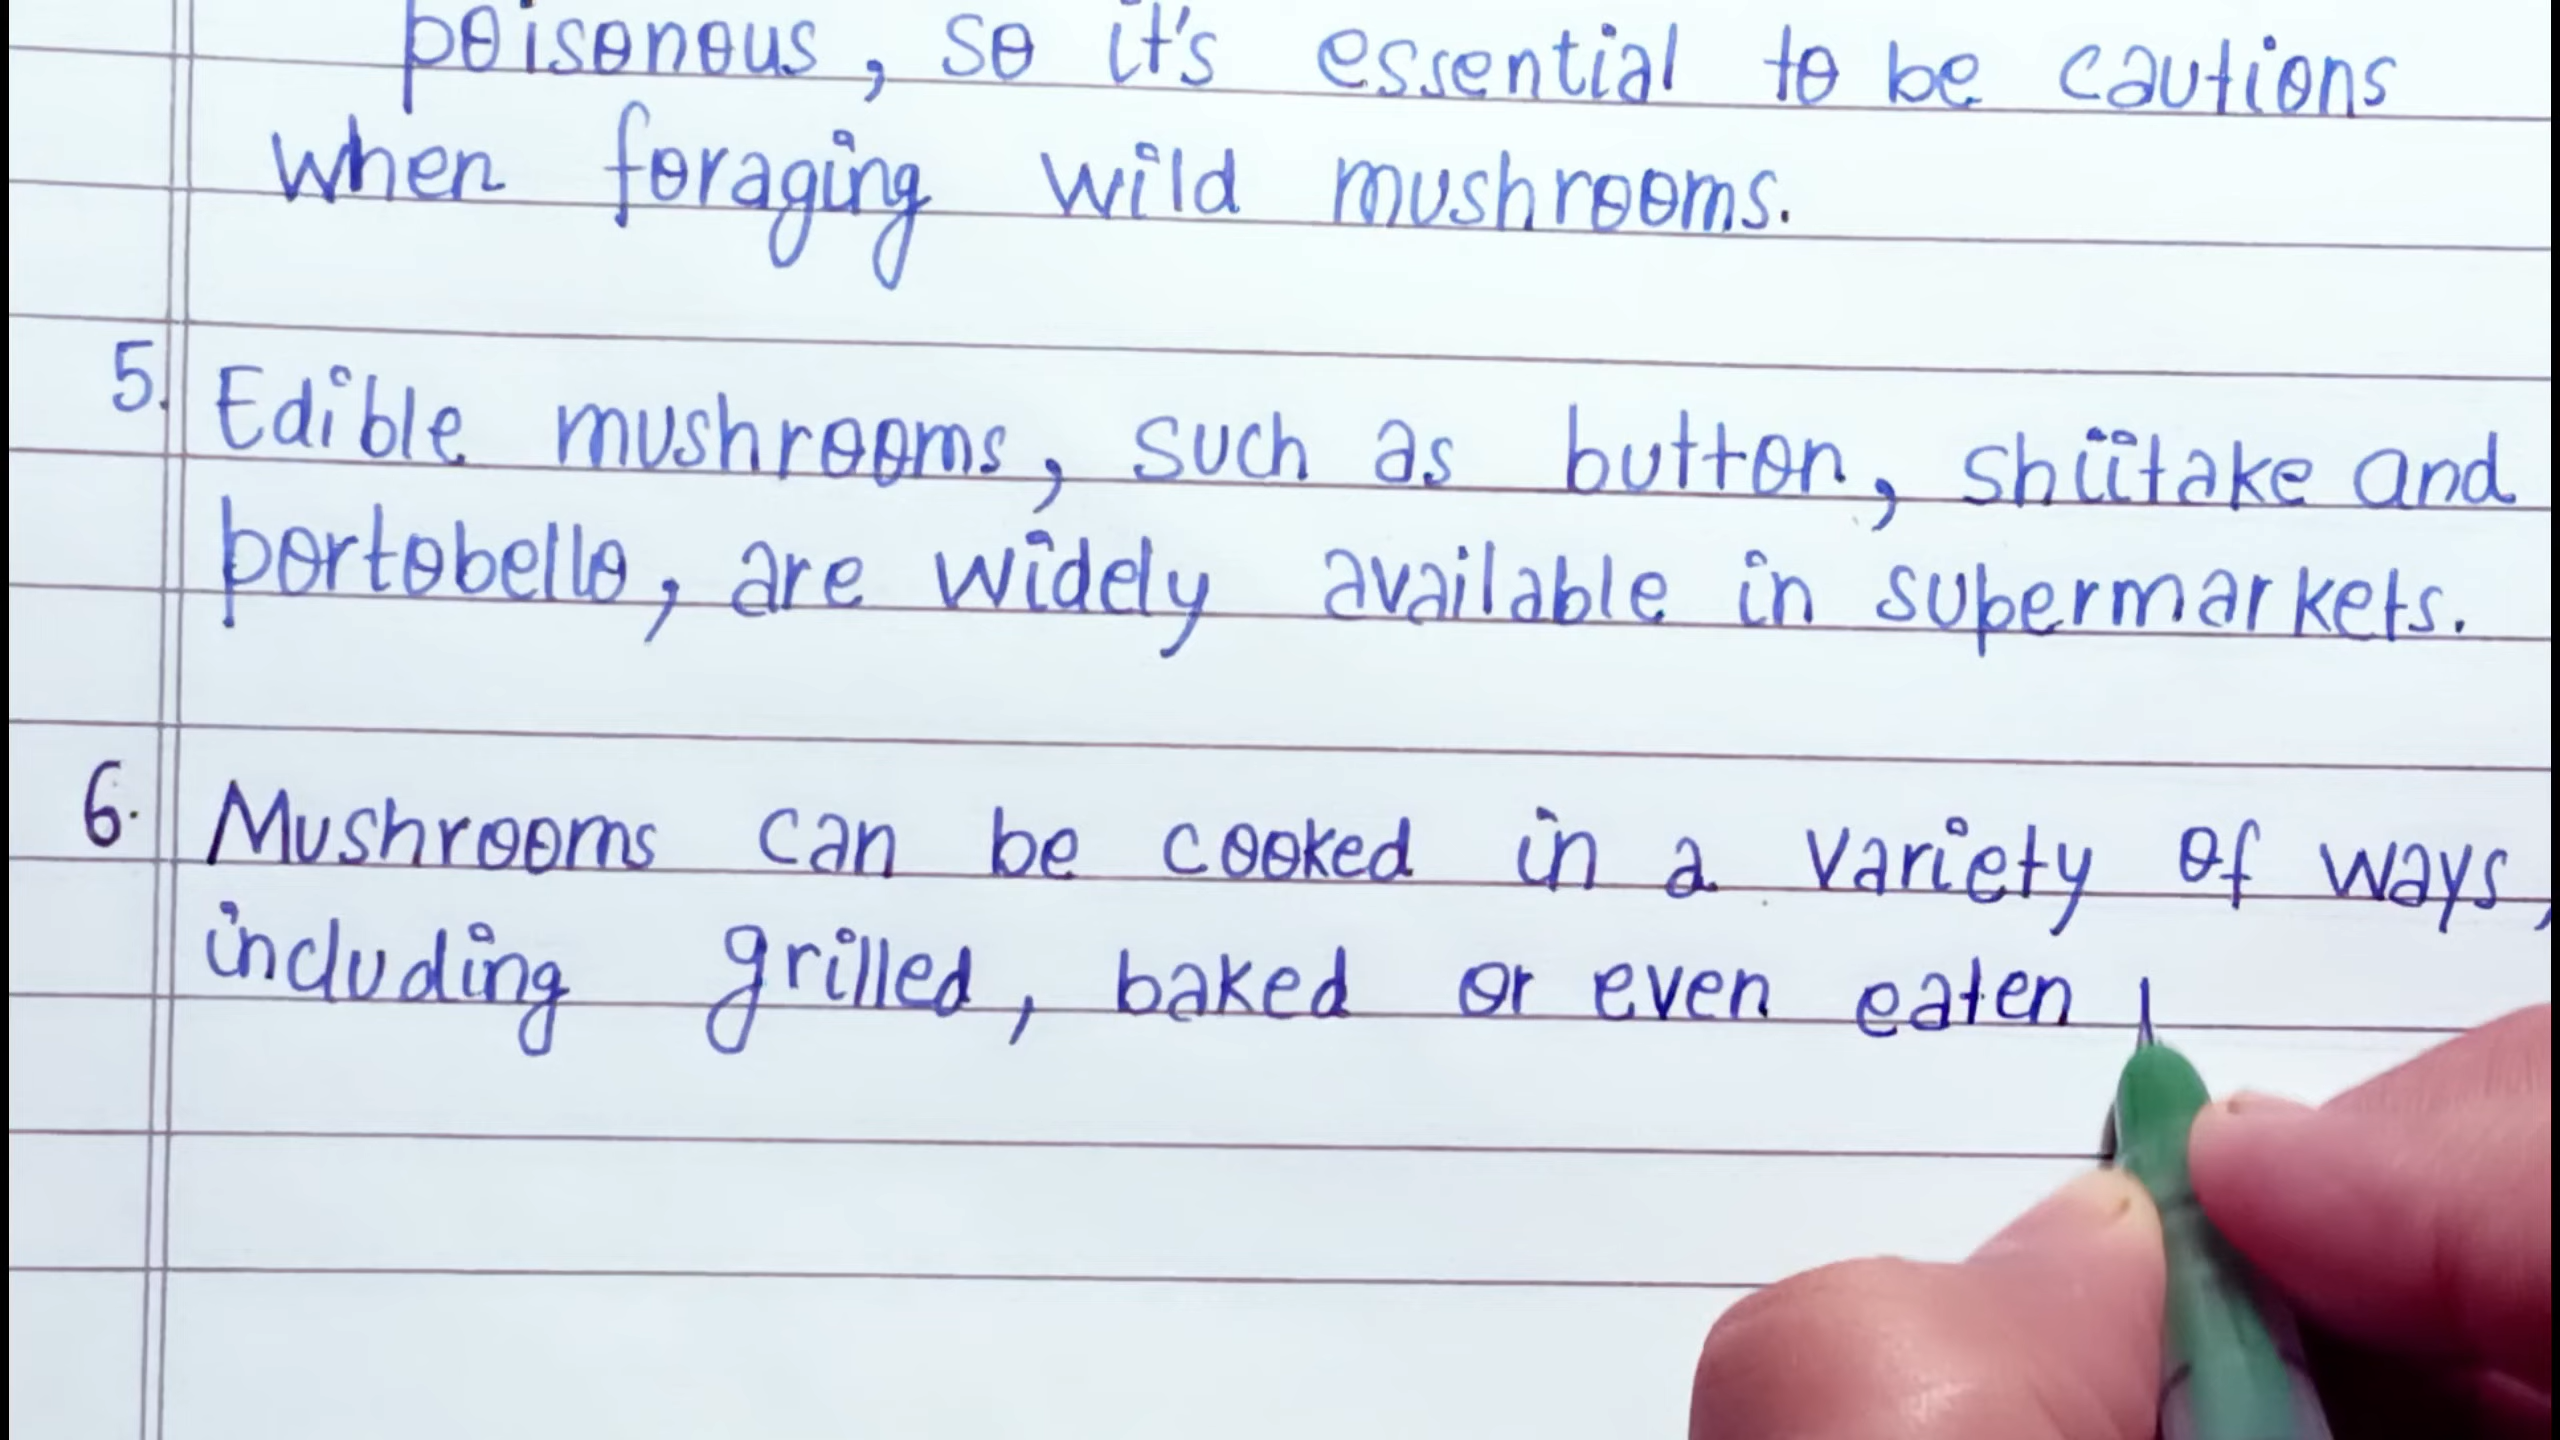 poisonous, so it's essential to be cautions
when foraging wild mushrooms.
5. Edible mushrooms, such as button, shiitake and
portobello, are widely available in supermarkets.
6. Mushrooms can be cooked in a variety of ways,
including grilled, baked or even eaten